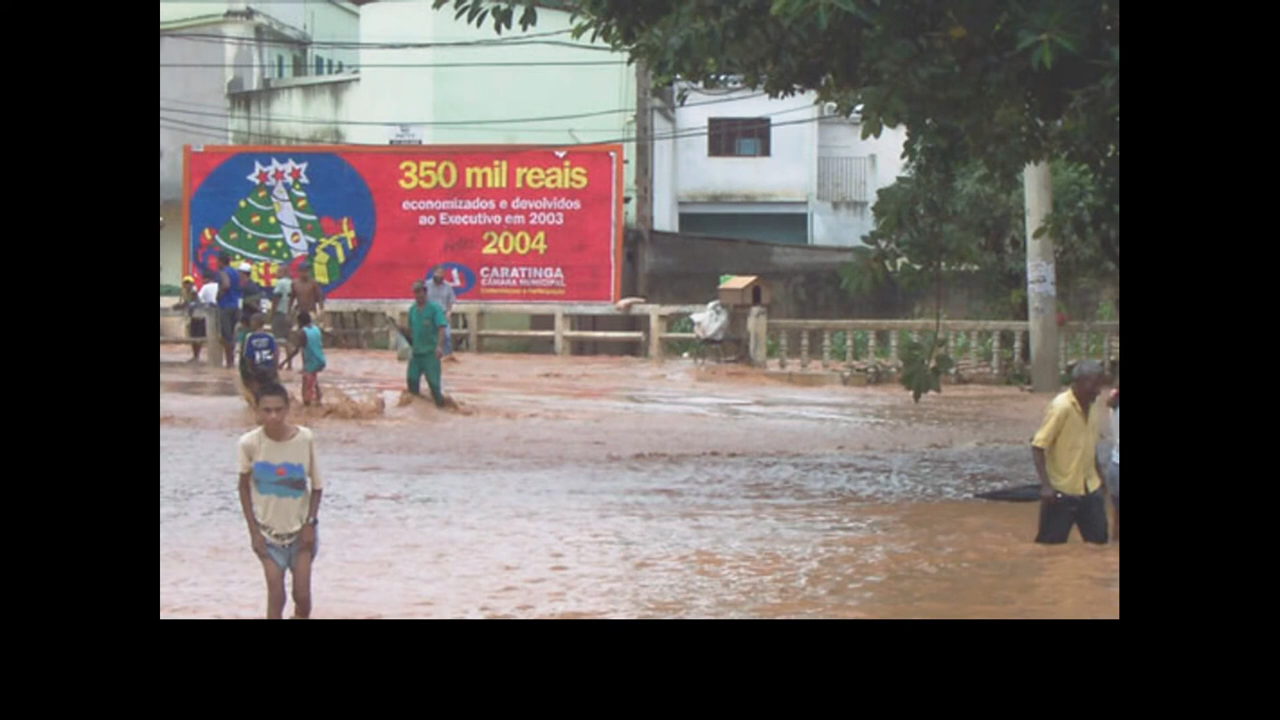 350 mil reais
economizados e devolvidos
ao Executivo em 2003
2004
CARATINGA
CÂMARA MUNICIPAL